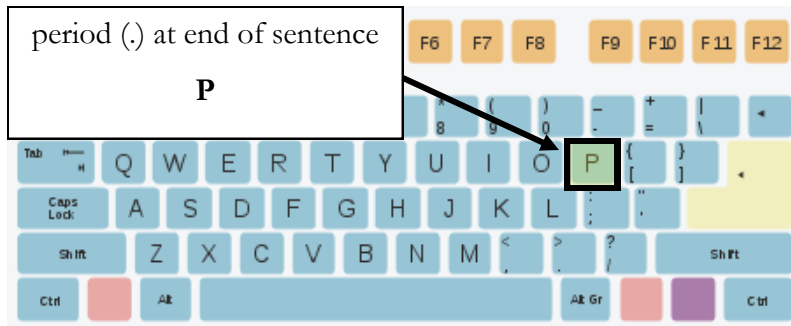 period (.) at end of sentence
P
F6 F7 F8 F9 F10 F11 F12
* ( ) _ + |
8 9 0 - = \
Tab Q W E R T Y U I O P { }
[ ]
Caps Lock A S D F G H J K L : "
; '
Shift Z X C V B N M < > ? Shift
, . /
Ctrl Alt Alt Gr Ctrl